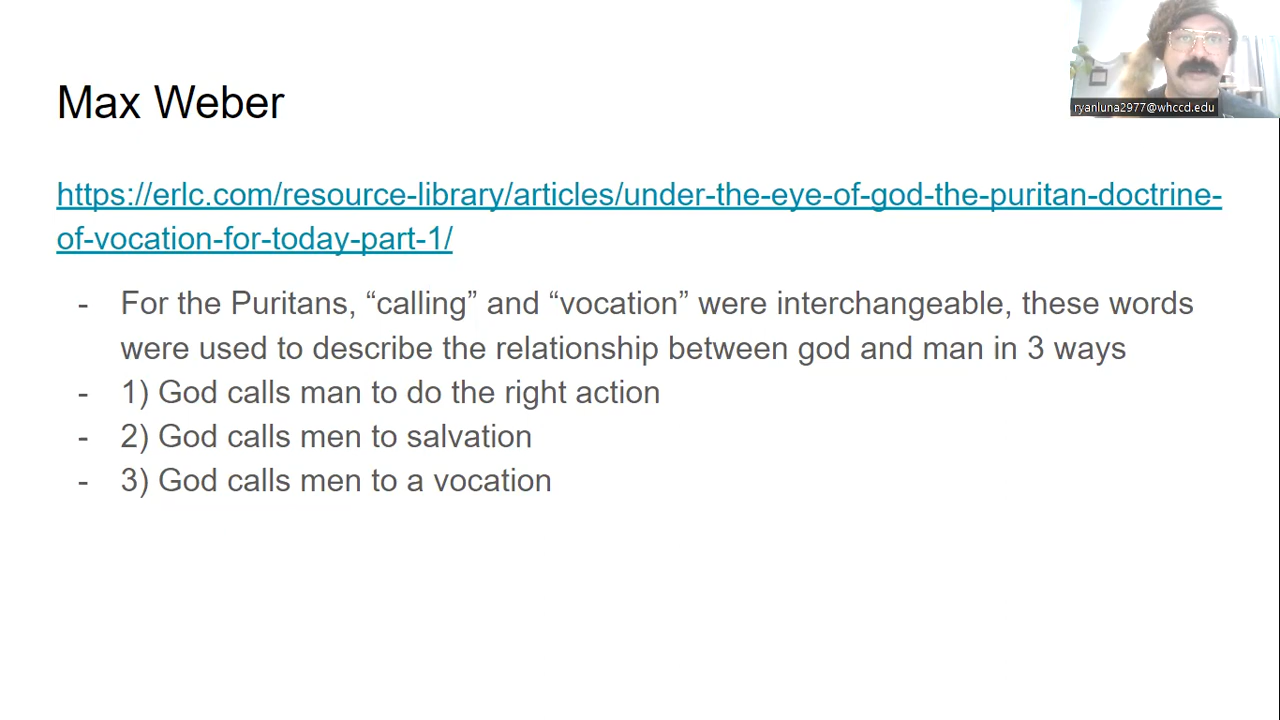 Max Weber
ryanluna2977@whccd.edu
https://erlc.com/resource-library/articles/under-the-eye-of-god-the-puritan-doctrine-
of-vocation-for-today-part-1/
- For the Puritans, “calling” and “vocation” were interchangeable, these words
were used to describe the relationship between god and man in 3 ways
- 1) God calls man to do the right action
- 2) God calls men to salvation
- 3) God calls men to a vocation